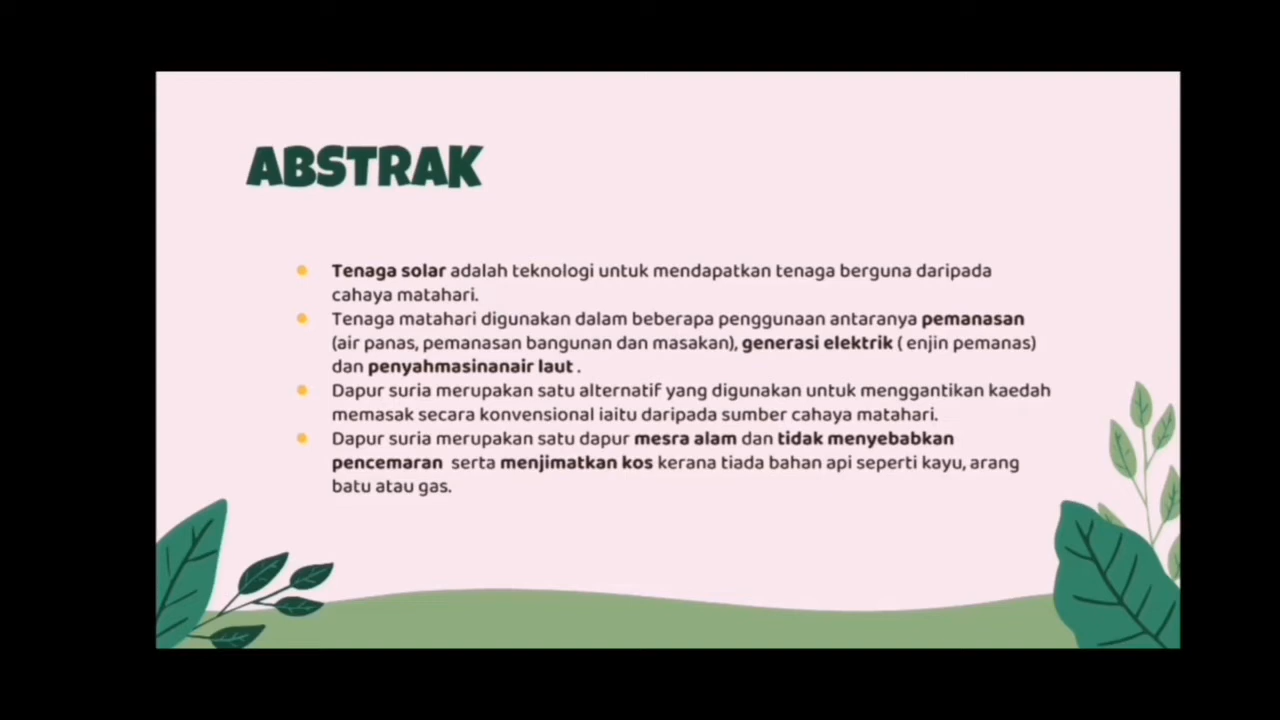 ABSTRAK
Tenaga solar adalah teknologi untuk mendapatkan tenaga berguna daripada
cahaya matahari.
Tenaga matahari digunakan dalam beberapa penggunaan antaranya pemanasan
(air panas, pemanasan bangunan dan masakan), generasi elektrik ( enjin pemanas)
dan penyahmasinanair laut .
Dapur suria merupakan satu alternatif yang digunakan untuk menggantikan kaedah
memasak secara konvensional iaitu daripada sumber cahaya matahari.
Dapur suria merupakan satu dapur mesra alam dan tidak menyebabkan
pencemaran serta menjimatkan kos kerana tiada bahan api seperti kayu, arang
batu atau gas.